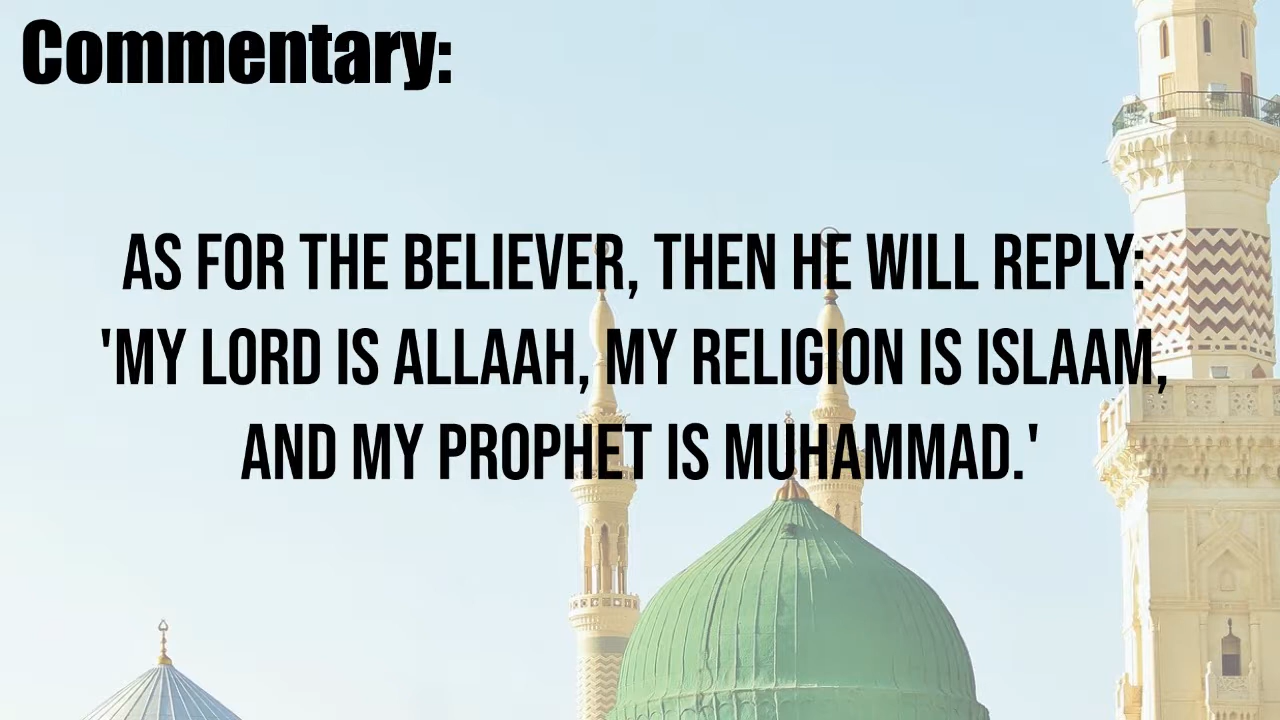 Commentary:
AS FOR THE BELIEVER, THEN HE WILL REPLY:
'MY LORD IS ALLAAH, MY RELIGION IS ISLAAM,
AND MY PROPHET IS MUHAMMAD.'